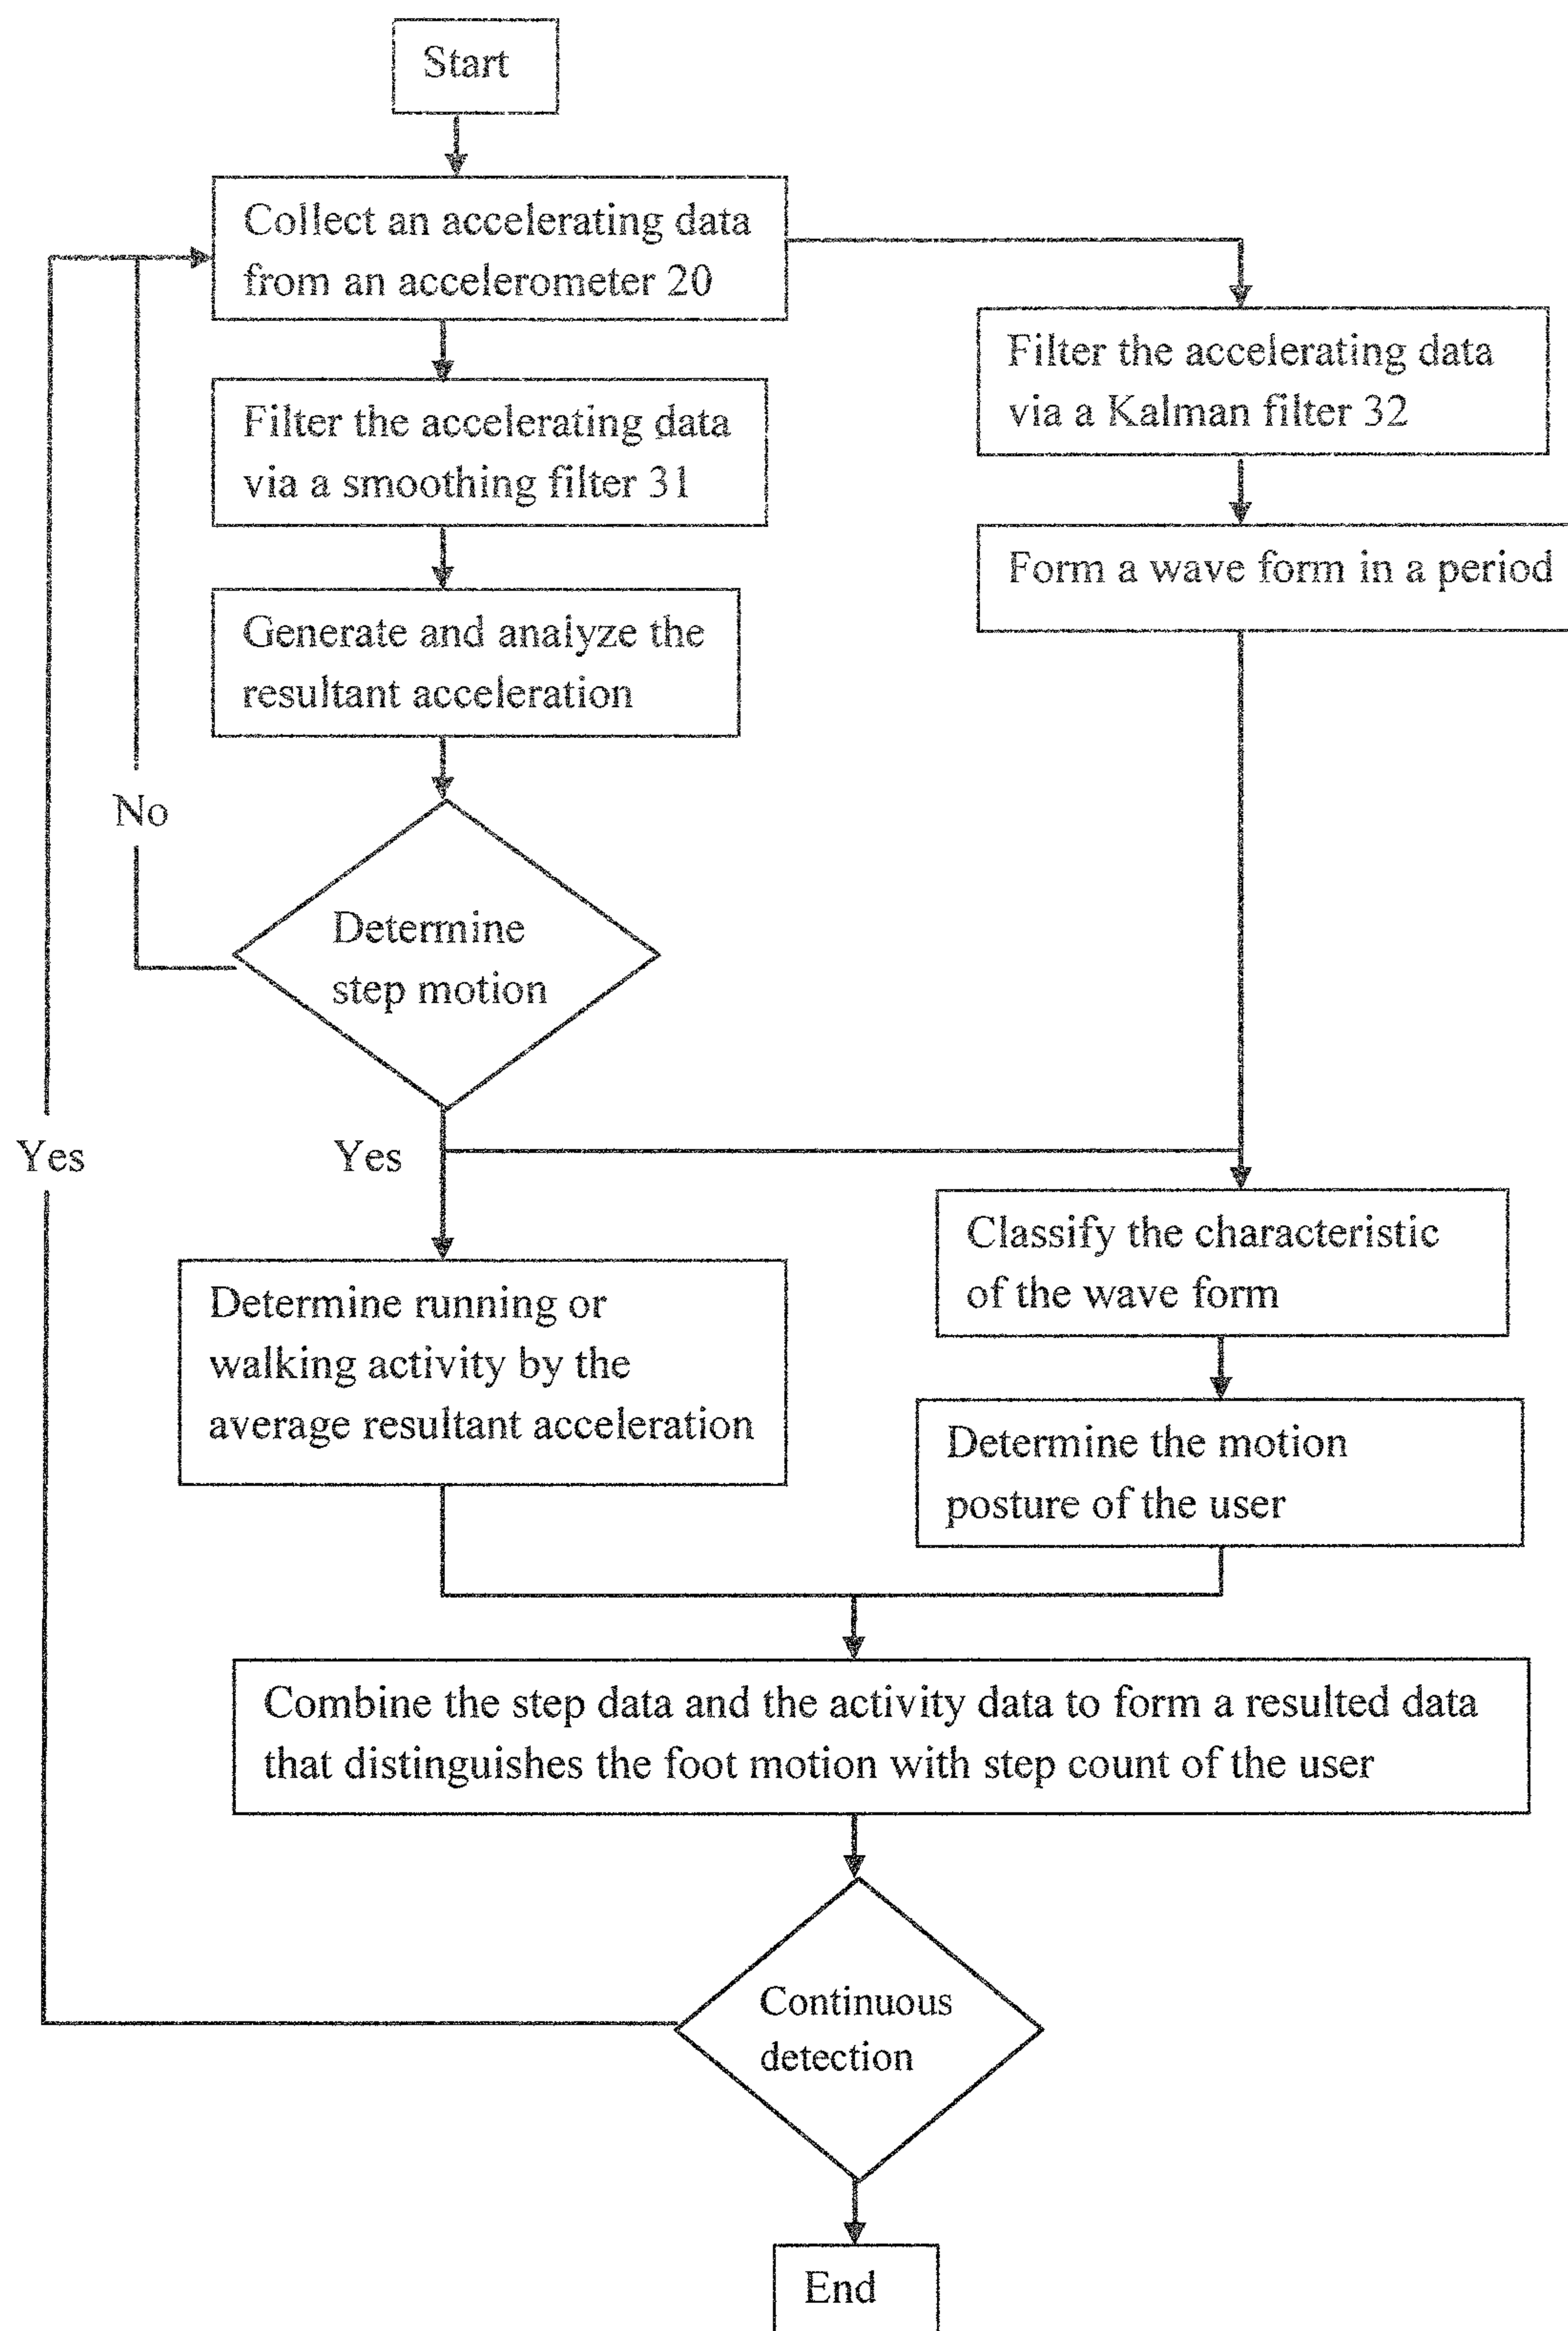 Start
Collect an accelerating data
from an accelerometer 20
Filter the accelerating data
via a Kalman filter 32
Filter the accelerating data
via a smoothing filter 31
Form a wave form in a period
Generate and analyze the
resultant acceleration
No
Determine
step motion
Yes
Yes
Classify the characteristic
of the wave form
Determine running or
walking activity by the
average resultant acceleration
Determine the motion
posture of the user
Combine the step data and the activity data to form a resulted data
that distinguishes the foot motion with step count of the user
Continuous
detection
End